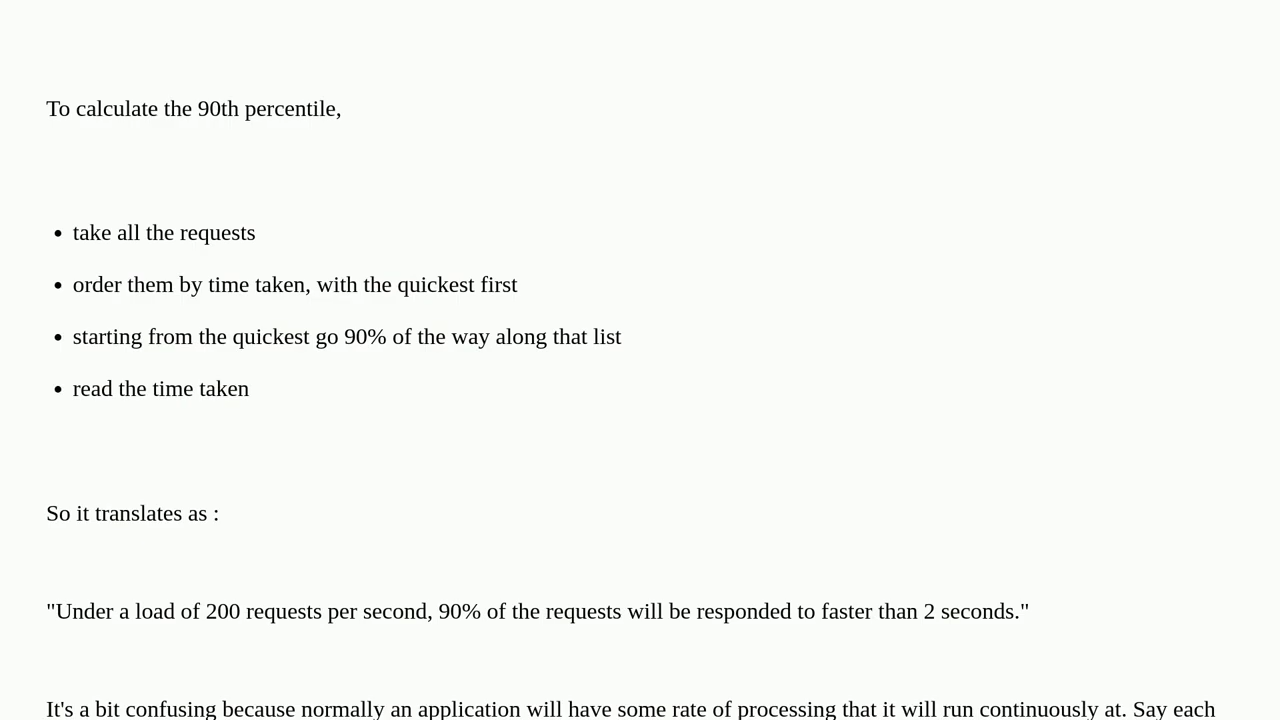 To calculate the 90th percentile,
• take all the requests
• order them by time taken, with the quickest first
• starting from the quickest go 90% of the way along that list
• read the time taken
So it translates as :
"Under a load of 200 requests per second, 90% of the requests will be responded to faster than 2 seconds."
It's a bit confusing because normally an application will have some rate of processing that it will run continuously at. Say each